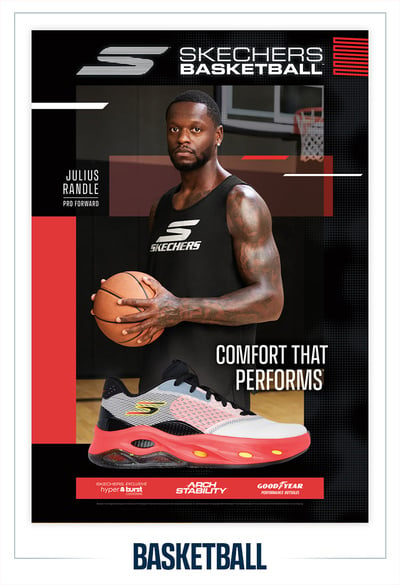 SKECHERS
BASKETBALL
JULIUS
RANDLE
PRO FORWARD
SKECHERS
COMFORT THAT
PERFORMS
SKECHERS EXCLUSIVE
hyper burst
ARCH
STABILITY
GOODYEAR
PERFORMANCE OUTSOLES
BASKETBALL